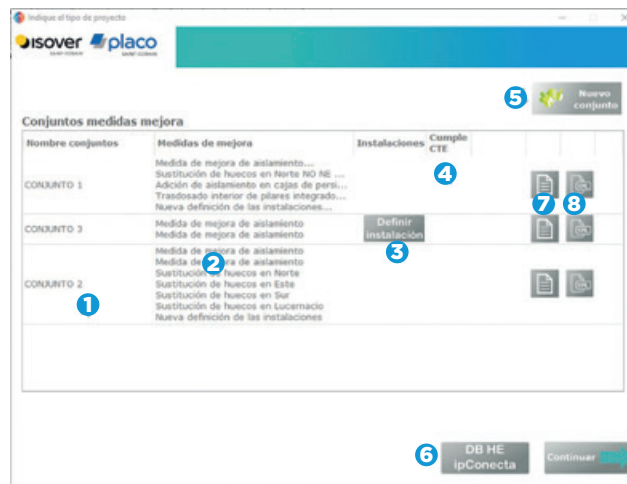 Indique el tipo de proyecto
isover placo
SAINT-GOBAIN SAINT-GOBAIN
5 Nuevo conjunto
Conjuntos medidas mejora
Nombre conjuntos Medidas de mejora Instalaciones Cumple CTE
4
CONJUNTO 1
Medida de mejora de aislamiento...
Sustitución de huecos en Norte NO NE ...
Adición de aislamiento en cajas de persi...
Trasdosado interior de pilares integrado...
Nueva definición de las instalaciones...
7 8
CONJUNTO 3
Medida de mejora de aislamiento
Medida de mejora de aislamiento
Definir instalación
3
CONJUNTO 2
1
Medida de mejora de aislamiento
Medida de mejora de aislamiento
2
Sustitución de huecos en Norte
Sustitución de huecos en Este
Sustitución de huecos en Sur
Sustitución de huecos en Lucernacio
Nueva definición de las instalaciones
6 DB HE ipConecta
Continuar